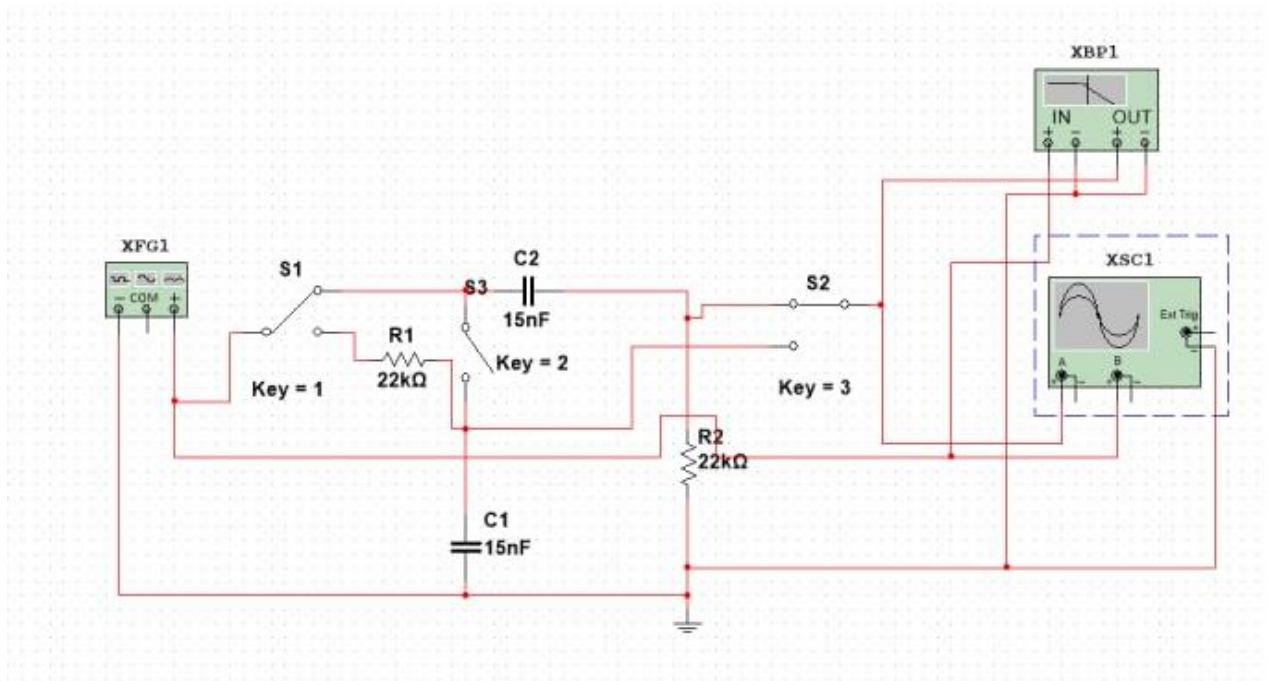 XBP1
IN OUT
+ - + -
XFG1
- COM +
S1
C2
S3
15nF
S2
XSC1
Ext Trig
+
-
A
B
+ - + -
R1
22kΩ
Key = 2
Key = 1
Key = 3
R2
22kΩ
C1
15nF